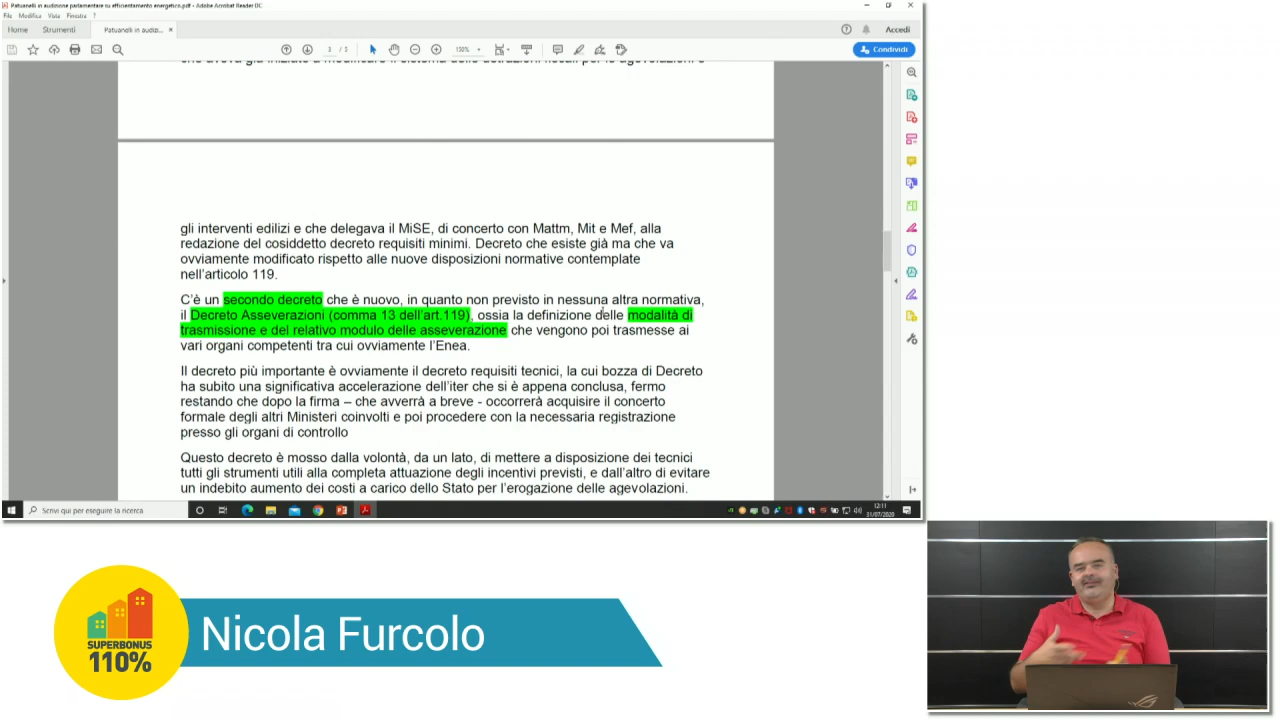 Patuanelli in audizione parlamentare su efficientamento energetico.pdf - Adobe Acrobat Reader DC
File Modifica Vista Finestra ?
Home Strumenti Patuanelli in audizi... × Accedi
3 / 5 150% Condividi
gli interventi edilizi e che delegava il MiSE, di concerto con Mattm, Mit e Mef, alla
redazione del cosiddetto decreto requisiti minimi. Decreto che esiste già ma che va
ovviamente modificato rispetto alle nuove disposizioni normative contemplate
nell'articolo 119.
C'è un secondo decreto che è nuovo, in quanto non previsto in nessuna altra normativa,
il Decreto Asseverazioni (comma 13 dell'art.119), ossia la definizione delle modalità di
trasmissione e del relativo modulo delle asseverazione che vengono poi trasmesse ai
vari organi competenti tra cui ovviamente l'Enea.
Il decreto più importante è ovviamente il decreto requisiti tecnici, la cui bozza di Decreto
ha subito una significativa accelerazione dell'iter che si è appena conclusa, fermo
restando che dopo la firma – che avverrà a breve - occorrerà acquisire il concerto
formale degli altri Ministeri coinvolti e poi procedere con la necessaria registrazione
presso gli organi di controllo
Questo decreto è mosso dalla volontà, da un lato, di mettere a disposizione dei tecnici
tutti gli strumenti utili alla completa attuazione degli incentivi previsti, e dall'altro di evitare
un indebito aumento dei costi a carico dello Stato per l'erogazione delle agevolazioni.
Scrivi qui per eseguire la ricerca
12:11
31/07/2020
SUPERBONUS
110%
Nicola Furcolo